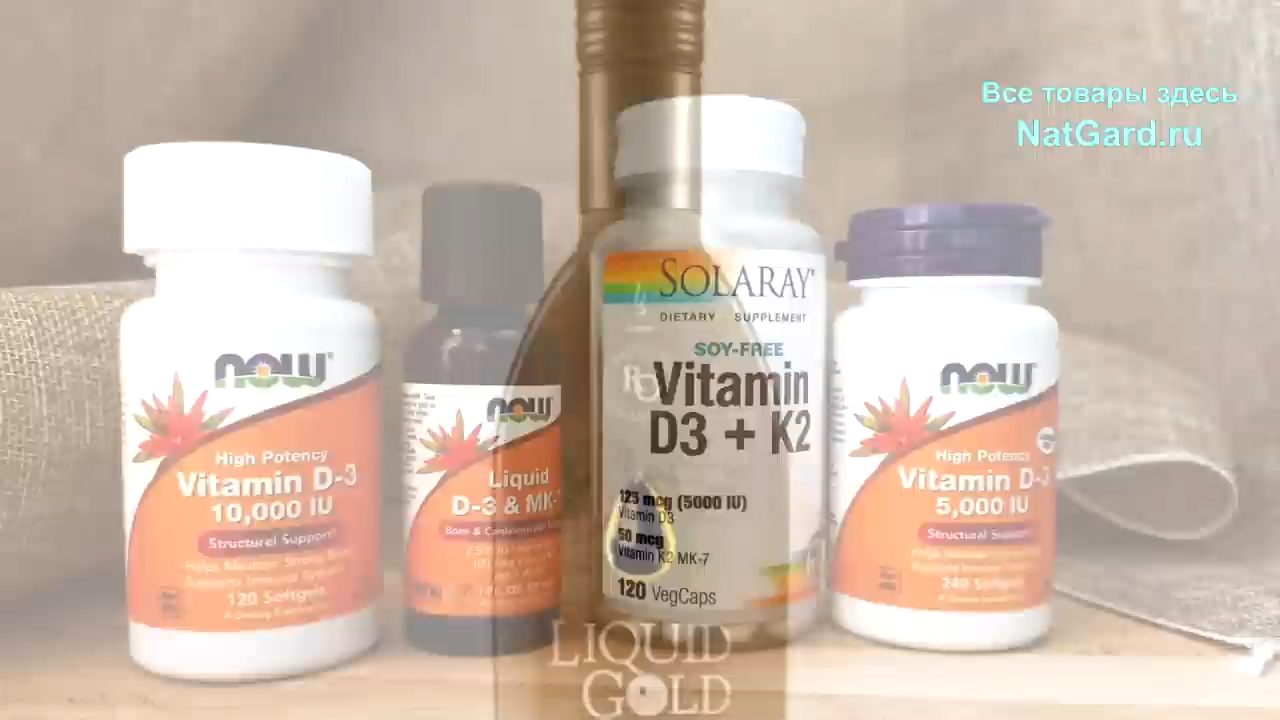 Все товары здесь
NatGard.ru
now
High Potency
Vitamin D-3
10,000 IU
Structural Support
120 Softgels
now
Liquid
D-3 & MK-
SOLARAY
DIETARY SUPPLEMENT
SOY-FREE
Vitamin
D3 + K2
125 mcg (5000 IU)
Vitamin D3
50 mcg
Vitamin K2 MK-7
120 VegCaps
now
High Potency
Vitamin D-3
5,000 IU
Structural Support
240 Softgels
LIQUID
GOLD